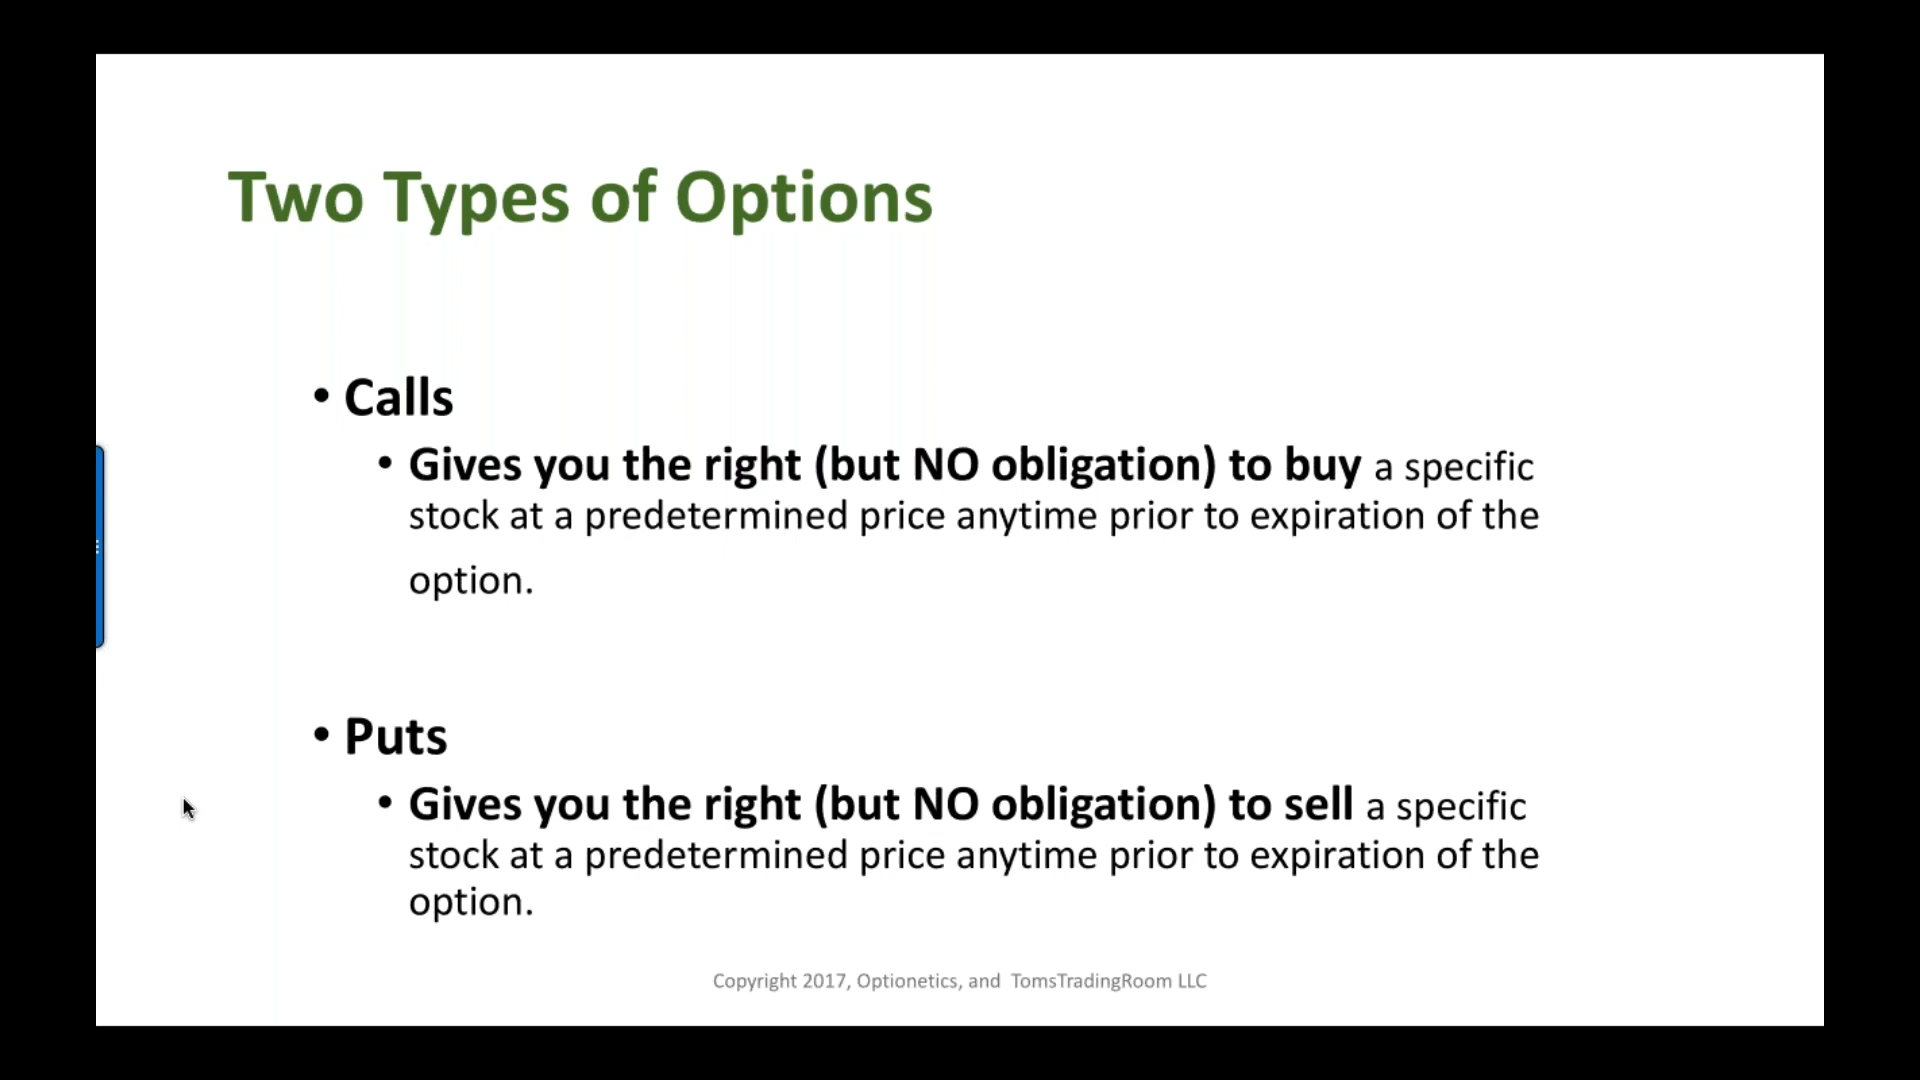 Two Types of Options
• Calls
• Gives you the right (but NO obligation) to buy a specific
stock at a predetermined price anytime prior to expiration of the
option.
• Puts
• Gives you the right (but NO obligation) to sell a specific
stock at a predetermined price anytime prior to expiration of the
option.
Copyright 2017, Optionetics, and  TomsTradingRoom LLC